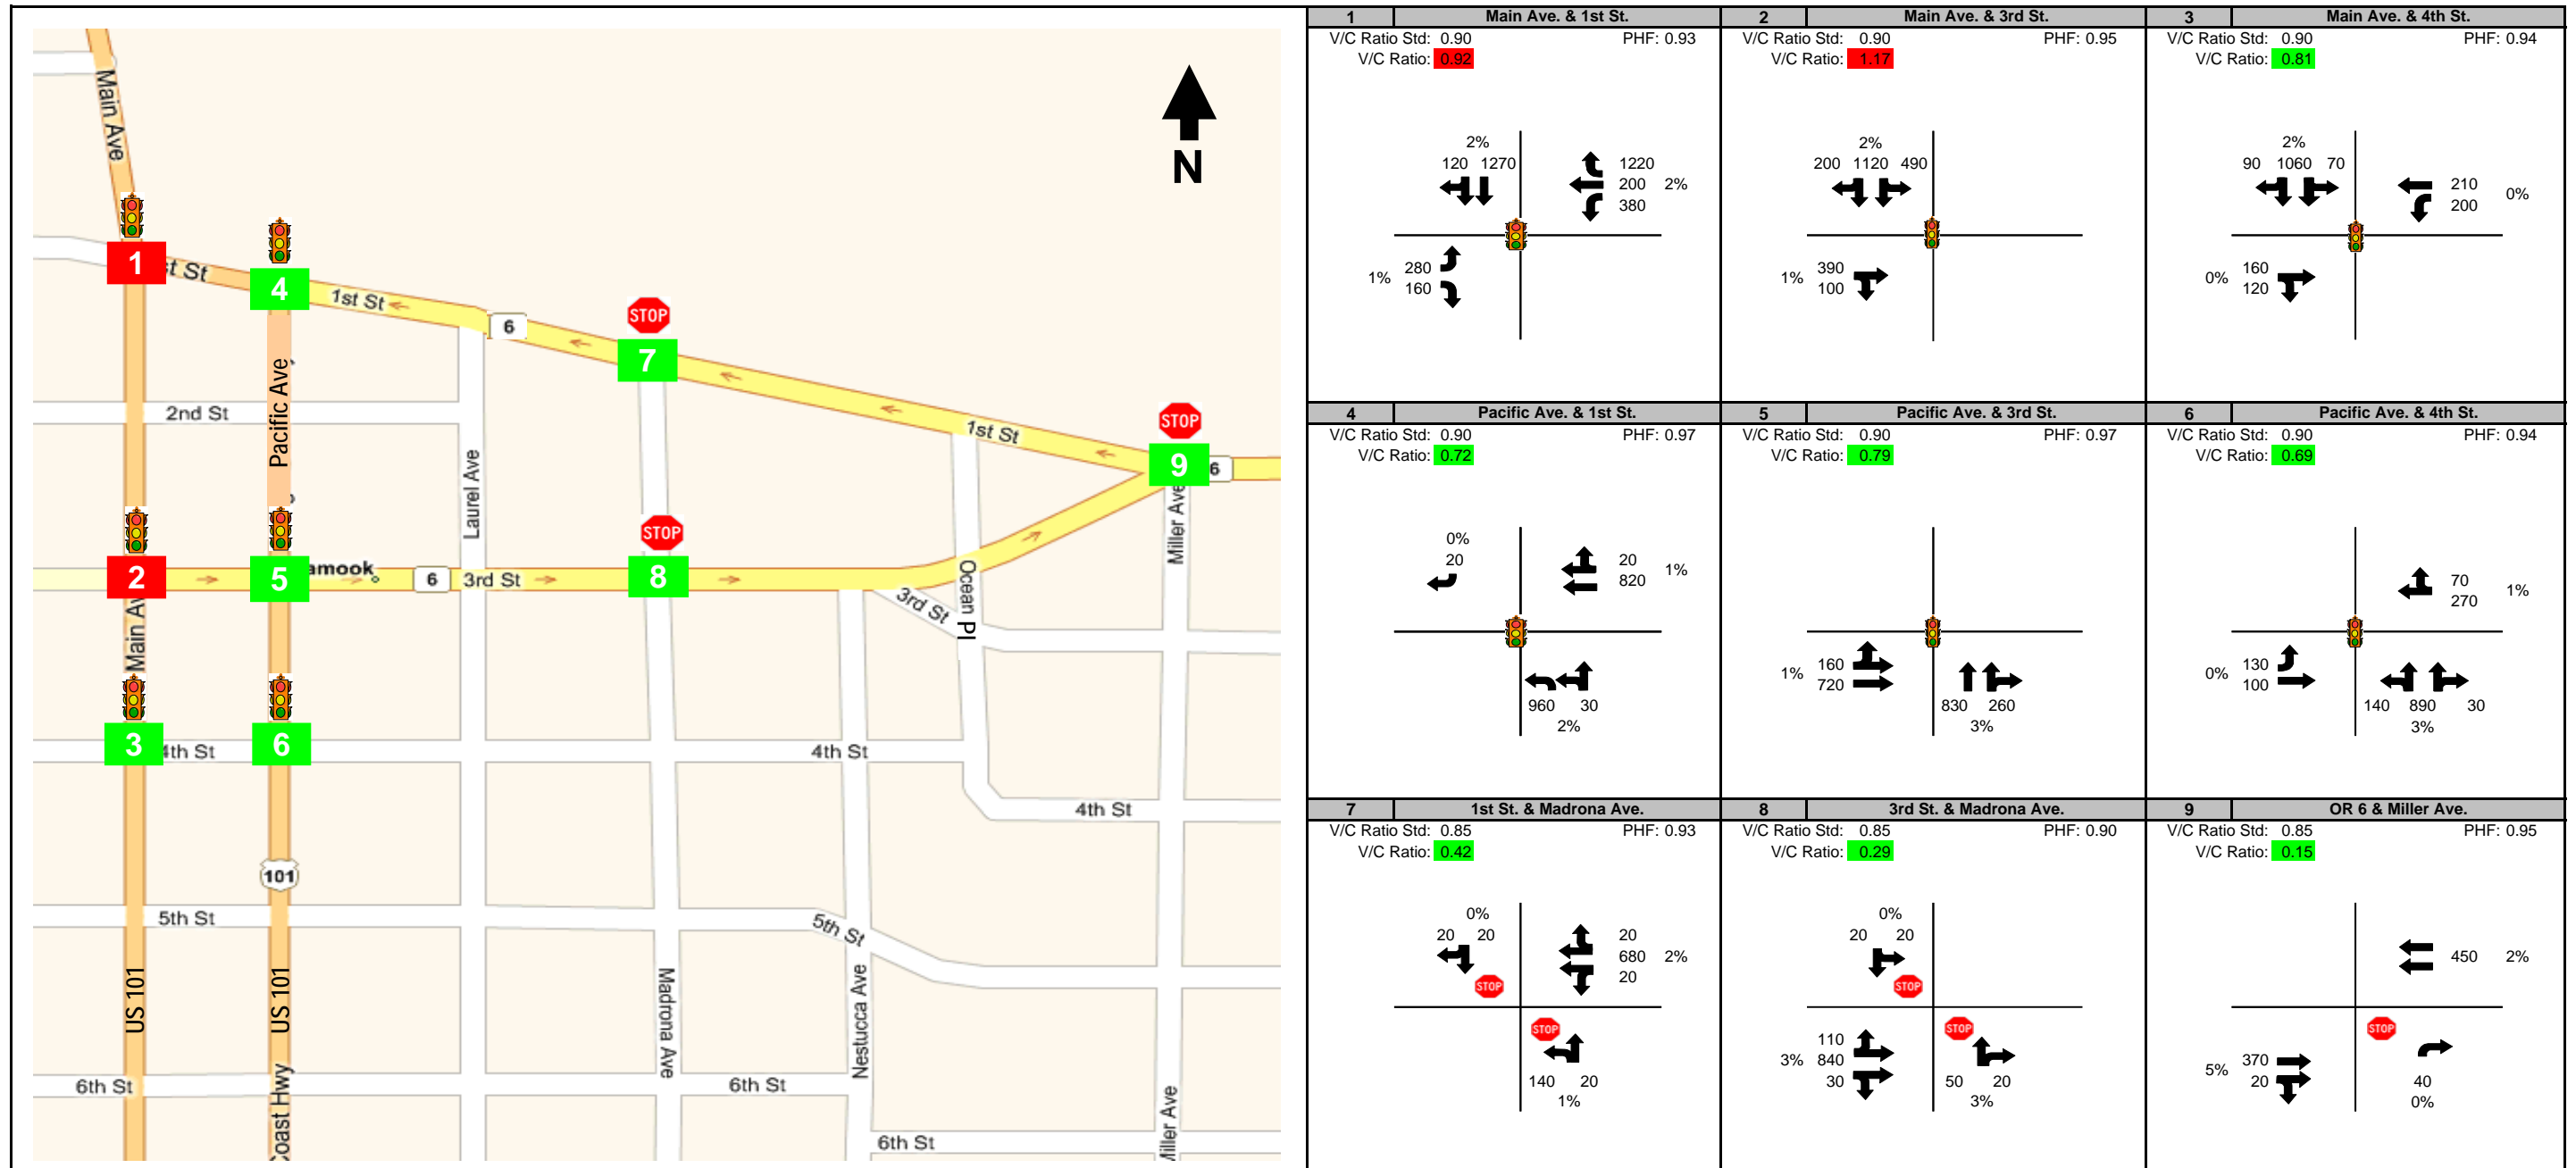 Main Ave
N
1
st St
4
1st St
6
STOP
7
2nd St
Pacific Ave
Laurel Ave
1st St
STOP
9
6
Miller Ave
2
amook
5
6
3rd St
STOP
8
3rd St
Ocean Pl
Main Av
3
4th St
6
4th St
4th St
101
5th St
5th St
US 101
US 101
Madrona Ave
Nestucca Ave
6th St
Coast Hwy
6th St
6th St
Miller Ave
1 Main Ave. & 1st St.
V/C Ratio Std: 0.90 PHF: 0.93
V/C Ratio: 0.92
2%
120 1270
1220
200 2%
380
280
1%
160
2 Main Ave. & 3rd St.
V/C Ratio Std: 0.90 PHF: 0.95
V/C Ratio: 1.17
2%
200 1120 490
390
1%
100
3 Main Ave. & 4th St.
V/C Ratio Std: 0.90 PHF: 0.94
V/C Ratio: 0.81
2%
90 1060 70
210
0%
200
160
0%
120
4 Pacific Ave. & 1st St.
V/C Ratio Std: 0.90 PHF: 0.97
V/C Ratio: 0.72
0%
20
20
1%
820
960 30
2%
5 Pacific Ave. & 3rd St.
V/C Ratio Std: 0.90 PHF: 0.97
V/C Ratio: 0.79
160
1%
720
830 260
3%
6 Pacific Ave. & 4th St.
V/C Ratio Std: 0.90 PHF: 0.94
V/C Ratio: 0.69
70
1%
270
130
0%
100
140 890 30
3%
7 1st St. & Madrona Ave.
V/C Ratio Std: 0.85 PHF: 0.93
V/C Ratio: 0.42
0%
20 20
20
680 2%
20
STOP
STOP
140 20
1%
8 3rd St. & Madrona Ave.
V/C Ratio Std: 0.85 PHF: 0.90
V/C Ratio: 0.29
0%
20 20
STOP
STOP
110
3% 840
30
50 20
3%
9 OR 6 & Miller Ave.
V/C Ratio Std: 0.85 PHF: 0.95
V/C Ratio: 0.15
450 2%
STOP
370
5%
20
40
0%